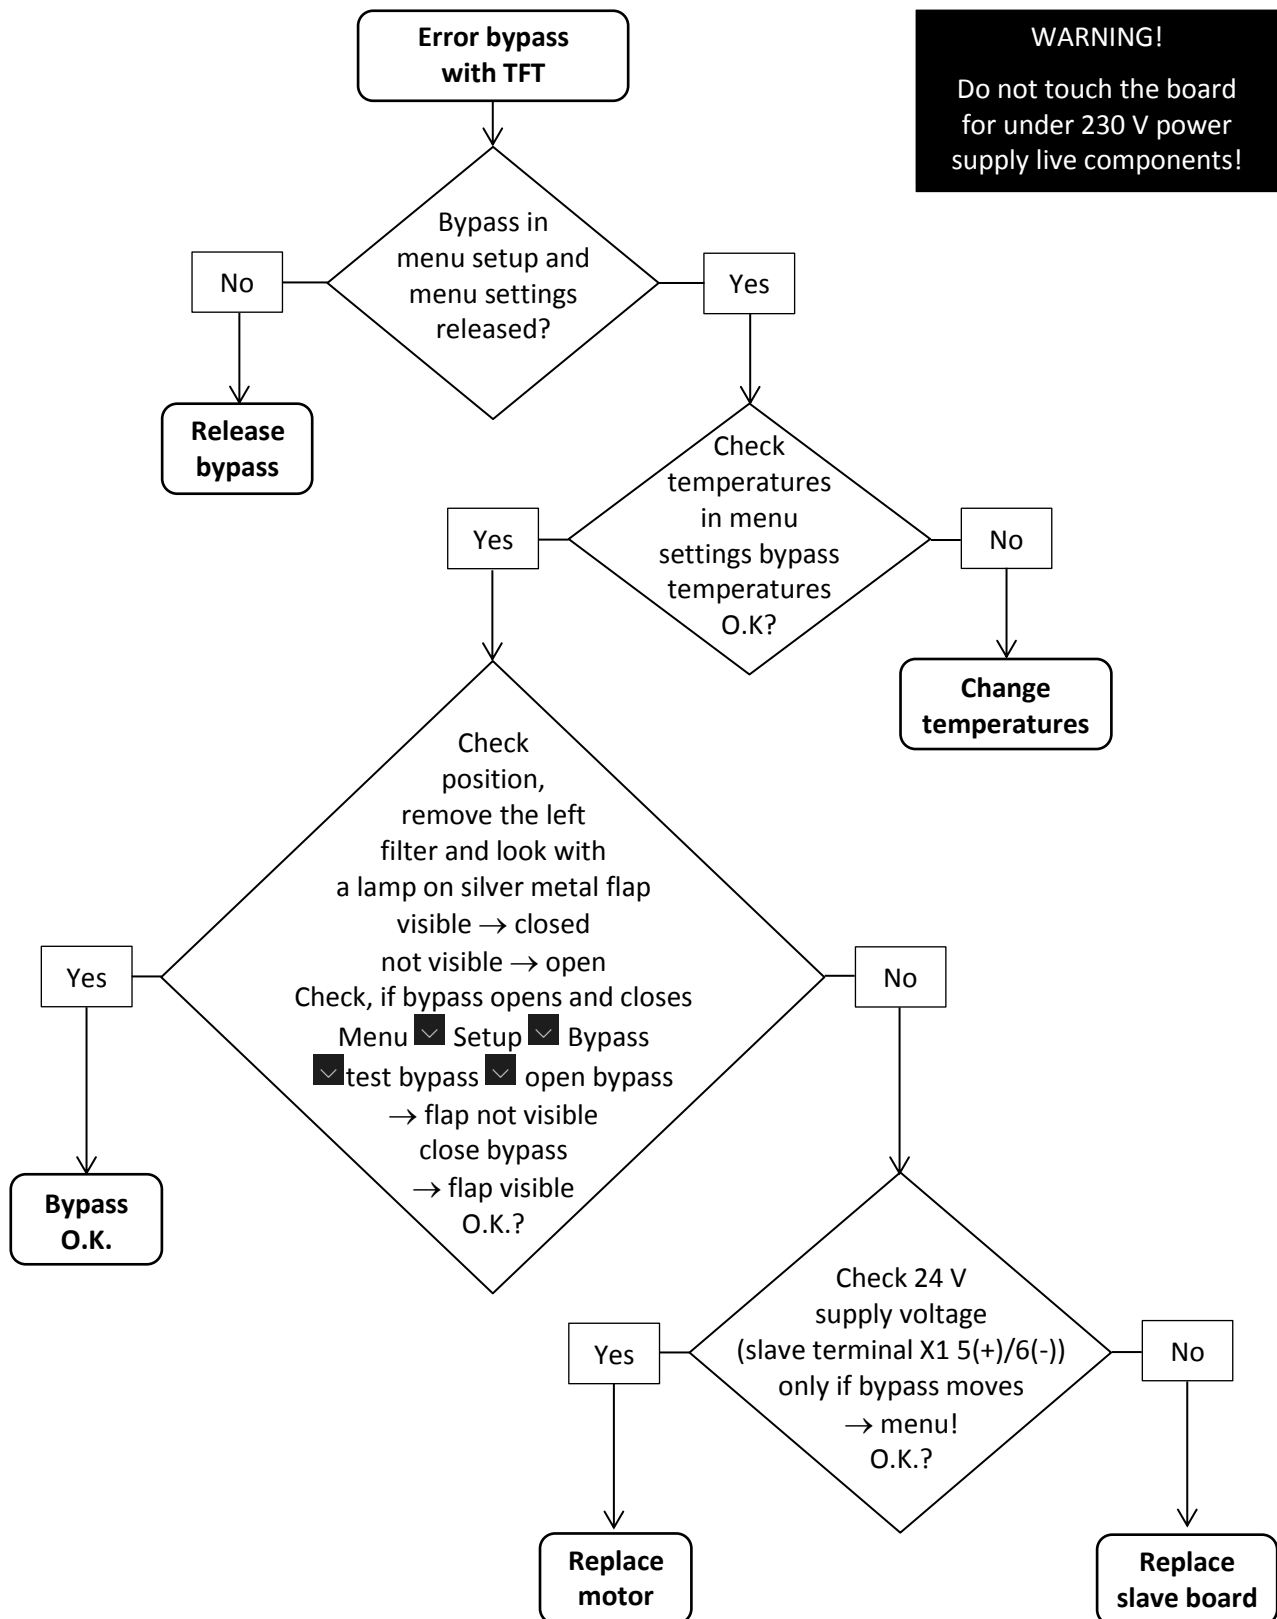 Error bypass
with TFT
WARNING!
Do not touch the board
for under 230 V power
supply live components!
Bypass in
menu setup and
menu settings
released?
No
Yes
Release
bypass
Check
temperatures
in menu
settings bypass
temperatures
O.K?
Yes
No
Change
temperatures
Check
position,
remove the left
filter and look with
a lamp on silver metal flap
visible → closed
not visible → open
Check, if bypass opens and closes
Menu Setup Bypass
test bypass open bypass
→ flap not visible
close bypass
→ flap visible
O.K.?
Yes
No
Bypass
O.K.
Check 24 V
supply voltage
(slave terminal X1 5(+)/6(-))
only if bypass moves
→ menu!
O.K.?
Yes
No
Replace
motor
Replace
slave board